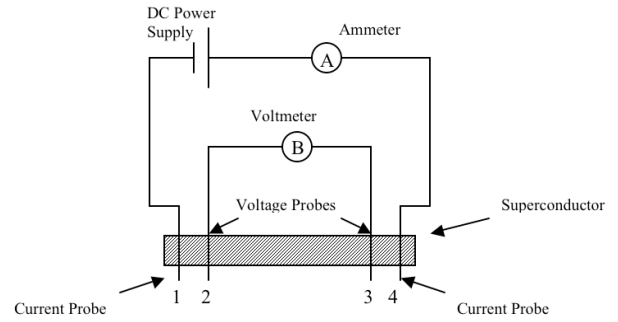 DC Power
Supply
Ammeter
A
Voltmeter
B
Voltage Probes
Superconductor
1 2 3 4
Current Probe
Current Probe